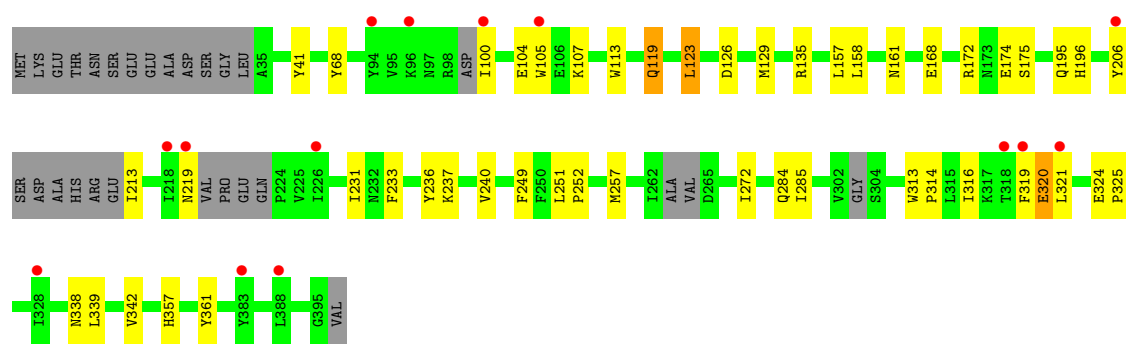 MET LYS GLU THR ASN SER GLU GLU ALA ASP SER GLY LEU A35 Y41 Y68 Y94 V95 K96 N97 R98 ASP I100 E104 W105 E106 K107 W113 Q119 L123 D126 M129 R135 L157 L158 N161 E168 R172 N173 E174 S175 Q195 H196 Y206
SER ASP ALA HIS ARG GLU I213 I218 N219 VAL PRO GLU GLN P224 V225 I226 I231 N232 F233 Y236 K237 V240 F249 F250 L251 P252 M257 I262 ALA VAL D265 I272 Q284 I285 V302 GLY S304 W313 P314 L315 I316 K317 T318 F319 E320 L321 E324 P325
I328 N338 L339 V342 H357 Y361 Y383 L388 G395 VAL